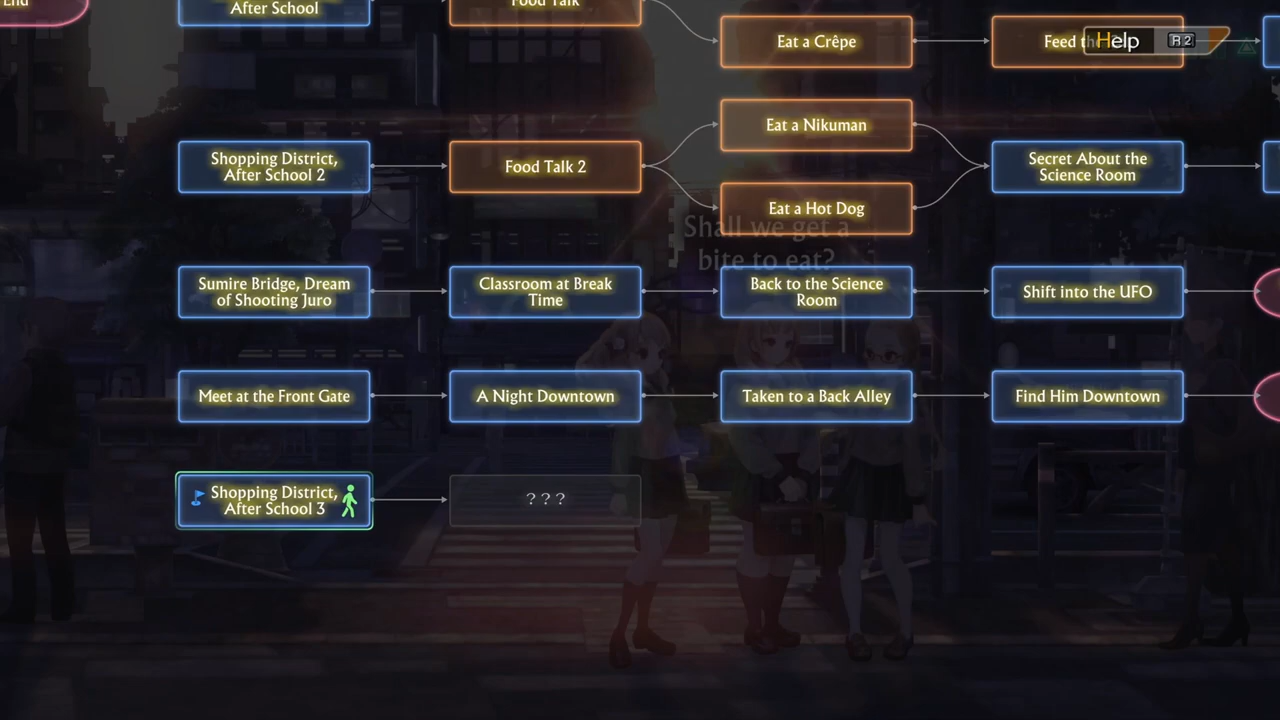 End
After School
Food Talk
Eat a Crêpe
Feed th
Help
R2
Eat a Nikuman
Shopping District,
After School 2
Food Talk 2
Secret About the
Science Room
Eat a Hot Dog
Shall we get a
bite to eat?
Sumire Bridge, Dream
of Shooting Juro
Classroom at Break
Time
Back to the Science
Room
Shift into the UFO
Meet at the Front Gate
A Night Downtown
Taken to a Back Alley
Find Him Downtown
Shopping District,
After School 3
? ? ?